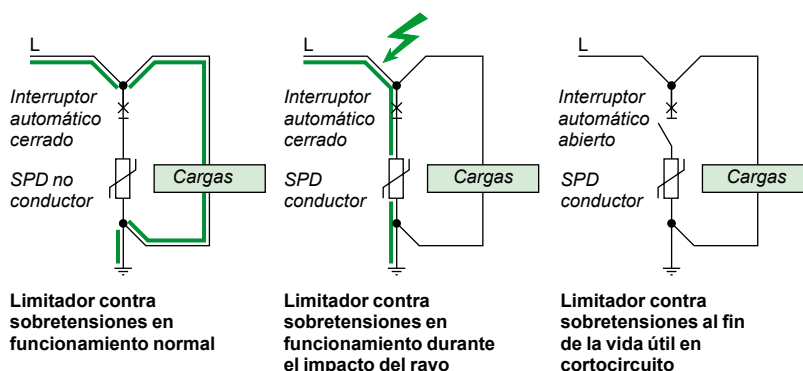 L
Interruptor
automático
cerrado
SPD no
conductor
Cargas
Limitador contra
sobretensiones en
funcionamiento normal
L
Interruptor
automático
cerrado
SPD
conductor
Cargas
Limitador contra
sobretensiones en
funcionamiento durante
el impacto del rayo
L
Interruptor
automático
abierto
SPD
conductor
Cargas
Limitador contra
sobretensiones al fin
de la vida útil en
cortocircuito